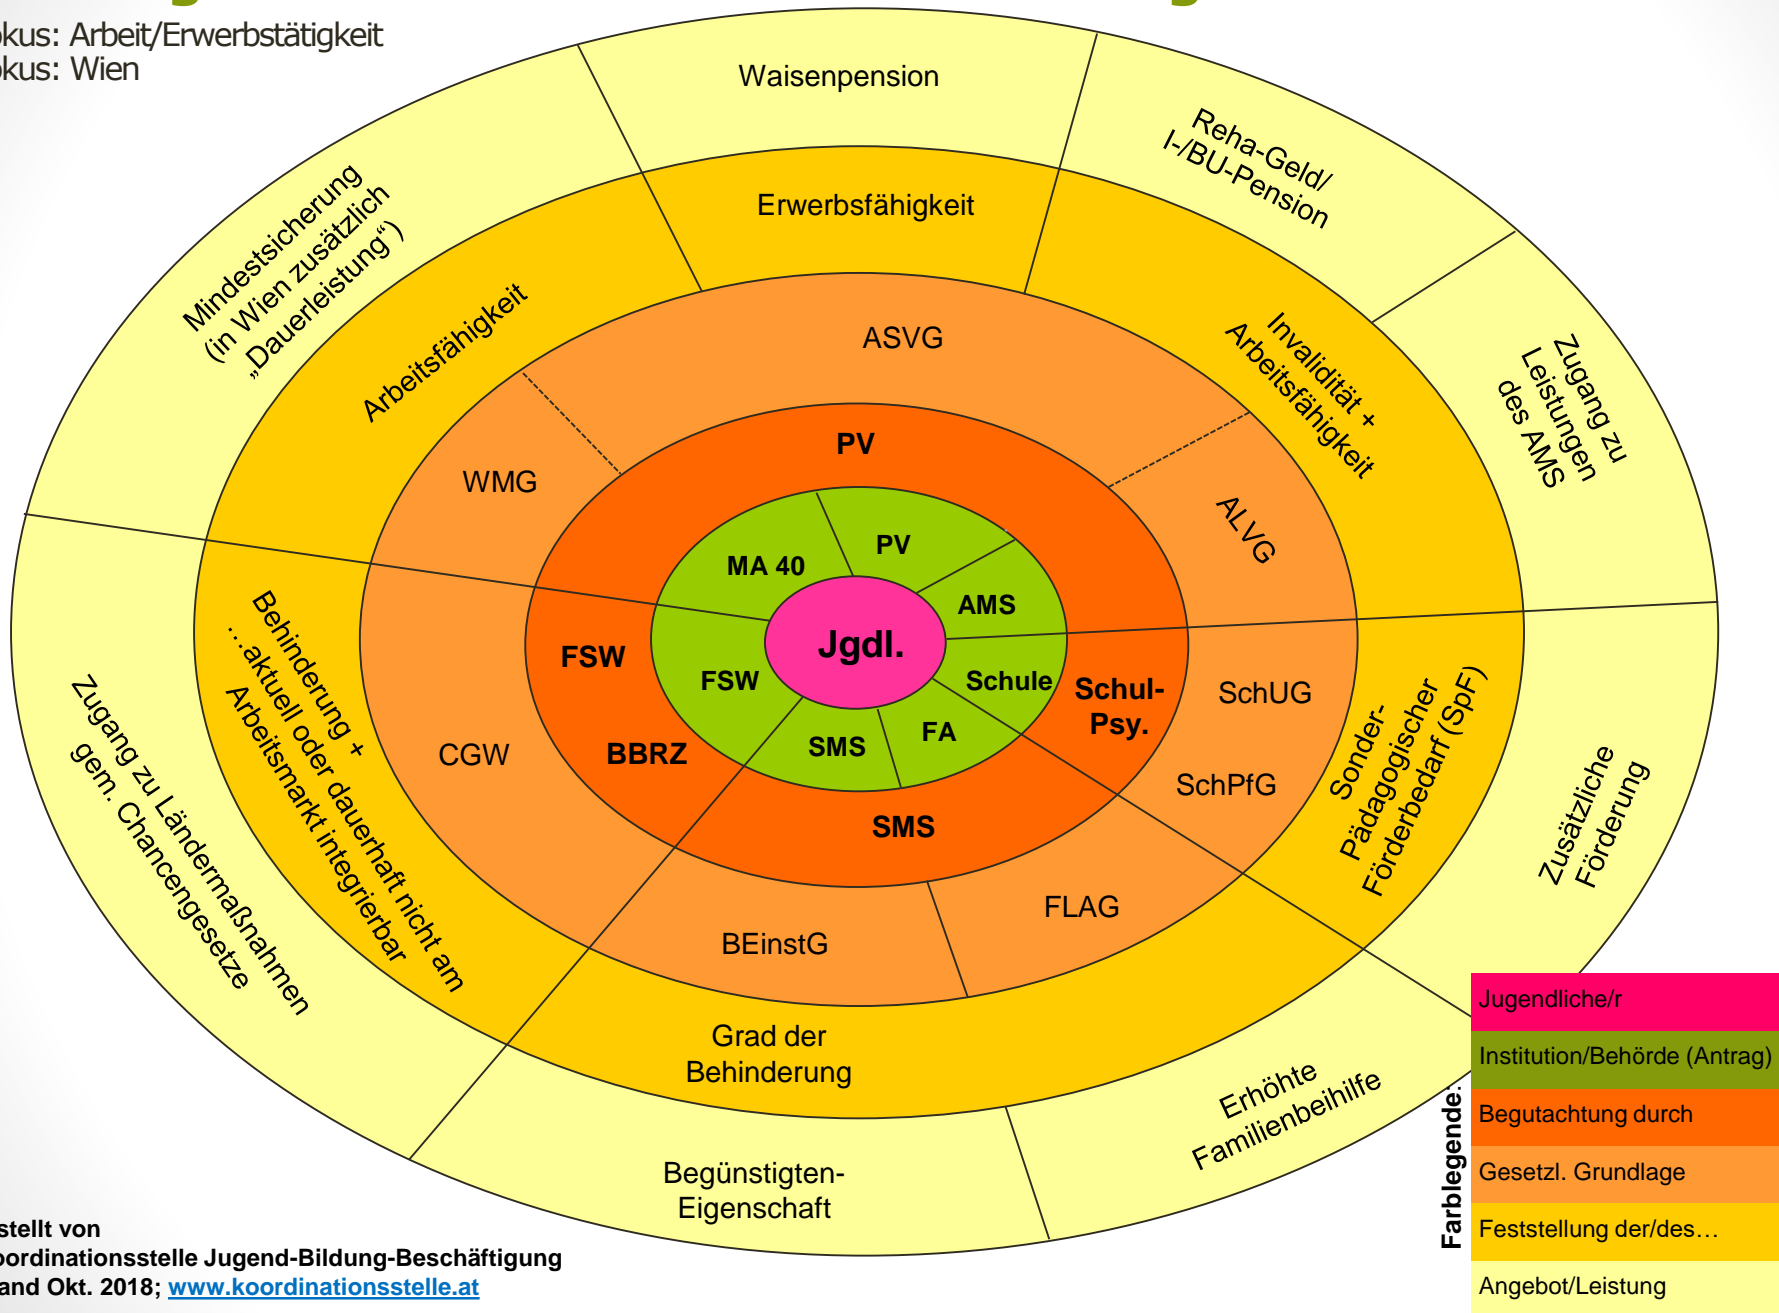 okus: Arbeit/Erwerbstätigkeit
okus: Wien
Waisenpension
Reha-Geld/
I-/BU-Pension
Mindestsicherung
(in Wien zusätzlich
„Dauerleistung“)
Zugang zu
Leistungen
des AMS
Erwerbsfähigkeit
Arbeitsfähigkeit
Invalidität +
Arbeitsfähigkeit
ASVG
WMG
ALVG
PV
MA 40
PV
AMS
Jgdl.
FSW
FSW
BBRZ
SMS
FA
Schule
Schul-
Psy.
SMS
SchUG
SchPfG
CGW
BEinstG
FLAG
Behinderung +
…aktuell oder dauerhaft nicht am
Arbeitsmarkt integrierbar
Sonder-
Pädagogischer
Förderbedarf (SpF)
Grad der
Behinderung
Zugang zu Ländermaßnahmen
gem. Chancengesetze
Zusätzliche
Förderung
Begünstigten-
Eigenschaft
Erhöhte
Familienbeihilfe
Farblegende:
Jugendliche/r
Institution/Behörde (Antrag)
Begutachtung durch
Gesetzl. Grundlage
Feststellung der/des…
Angebot/Leistung
stellt von
oordinationsstelle Jugend-Bildung-Beschäftigung
and Okt. 2018; www.koordinationsstelle.at